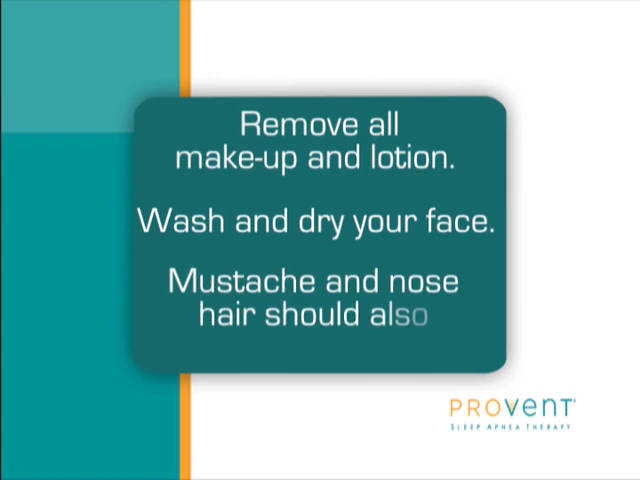 Remove all
make-up and lotion.
Wash and dry your face.
Mustache and nose
hair should also
PROVENT®
SLEEP APNEA THERAPY